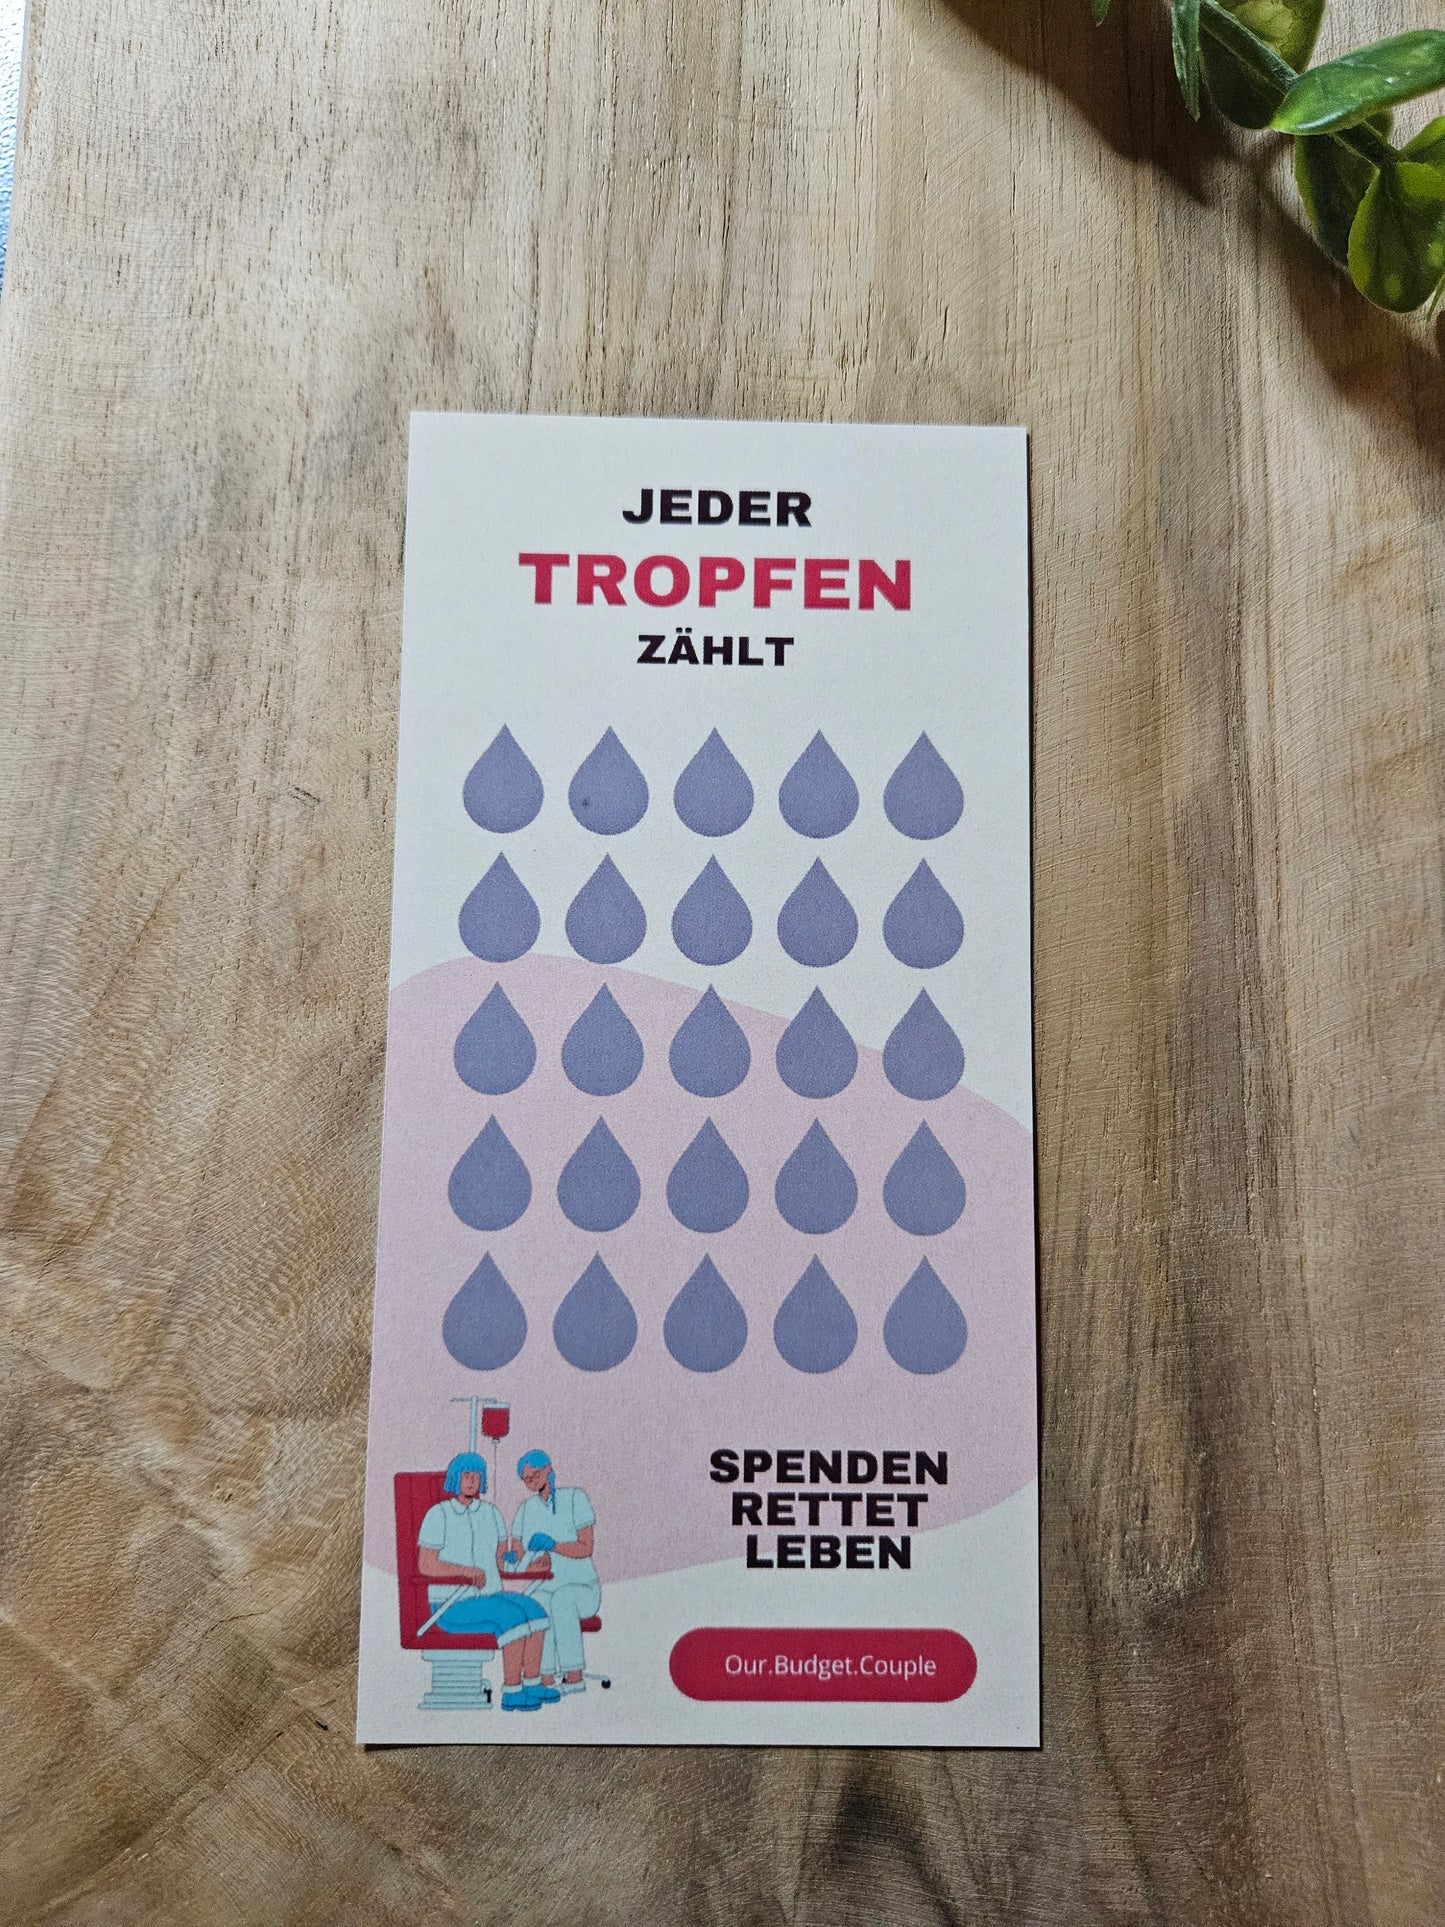 JEDER
TROPFEN
ZÄHLT
SPENDEN
RETTET
LEBEN
Our.Budget.Couple